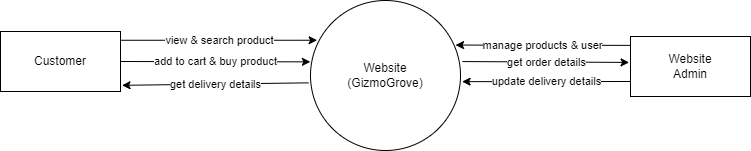 Customer
view & search product
add to cart & buy product
get delivery details
Website
(GizmoGrove)
manage products & user
get order details
update delivery details
Website
Admin